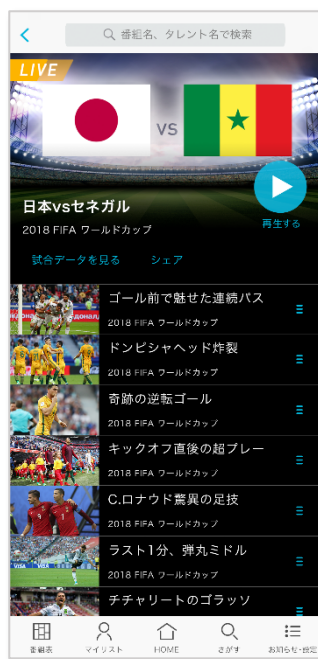 番組名、タレント名で検索
LIVE
VS
日本vsセネガル
2018 FIFA ワールドカップ
再生する
試合データを見る シェア
ゴール前で魅せた連続パス
2018 FIFA ワールドカップ
ドンピシャヘッド炸裂
2018 FIFA ワールドカップ
奇跡の逆転ゴール
2018 FIFA ワールドカップ
キックオフ直後の超プレー
2018 FIFA ワールドカップ
C.ロナウド驚異の足技
2018 FIFA ワールドカップ
ラスト1分、弾丸ミドル
2018 FIFA ワールドカップ
チチャリートのゴラッソ
番組表 マイリスト HOME さがす お知らせ・設定